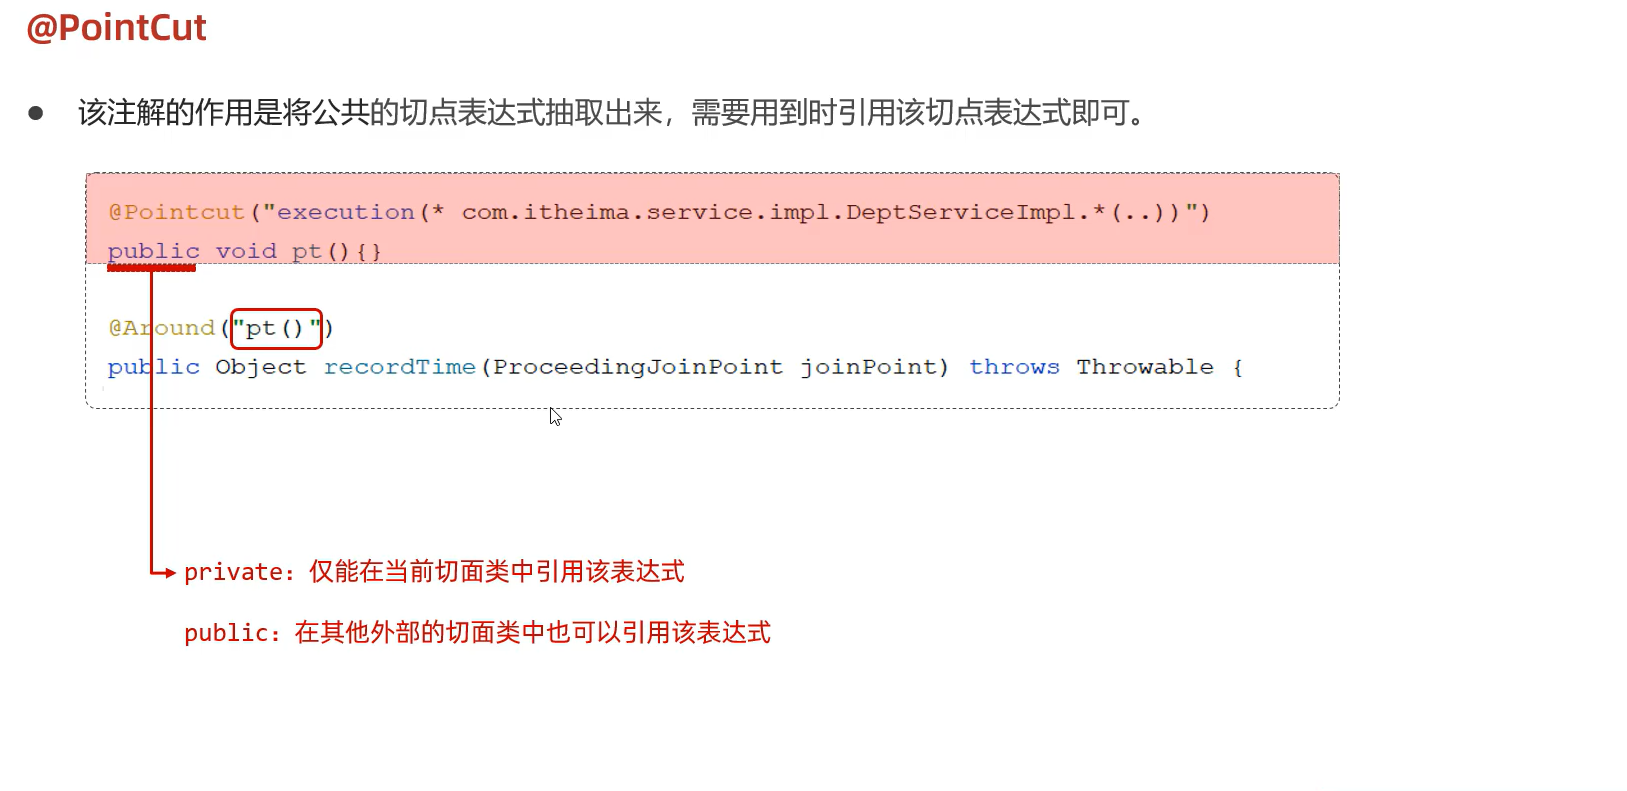 @PointCut
该注解的作用是将公共的切点表达式抽取出来，需要用到时引用该切点表达式即可。
@Pointcut("execution(* com.itheima.service.impl.DeptServiceImpl.*(..))")
public void pt(){}
@Around("pt()")
public Object recordTime(ProceedingJoinPoint joinPoint) throws Throwable {
private：仅能在当前切面类中引用该表达式
public：在其他外部的切面类中也可以引用该表达式